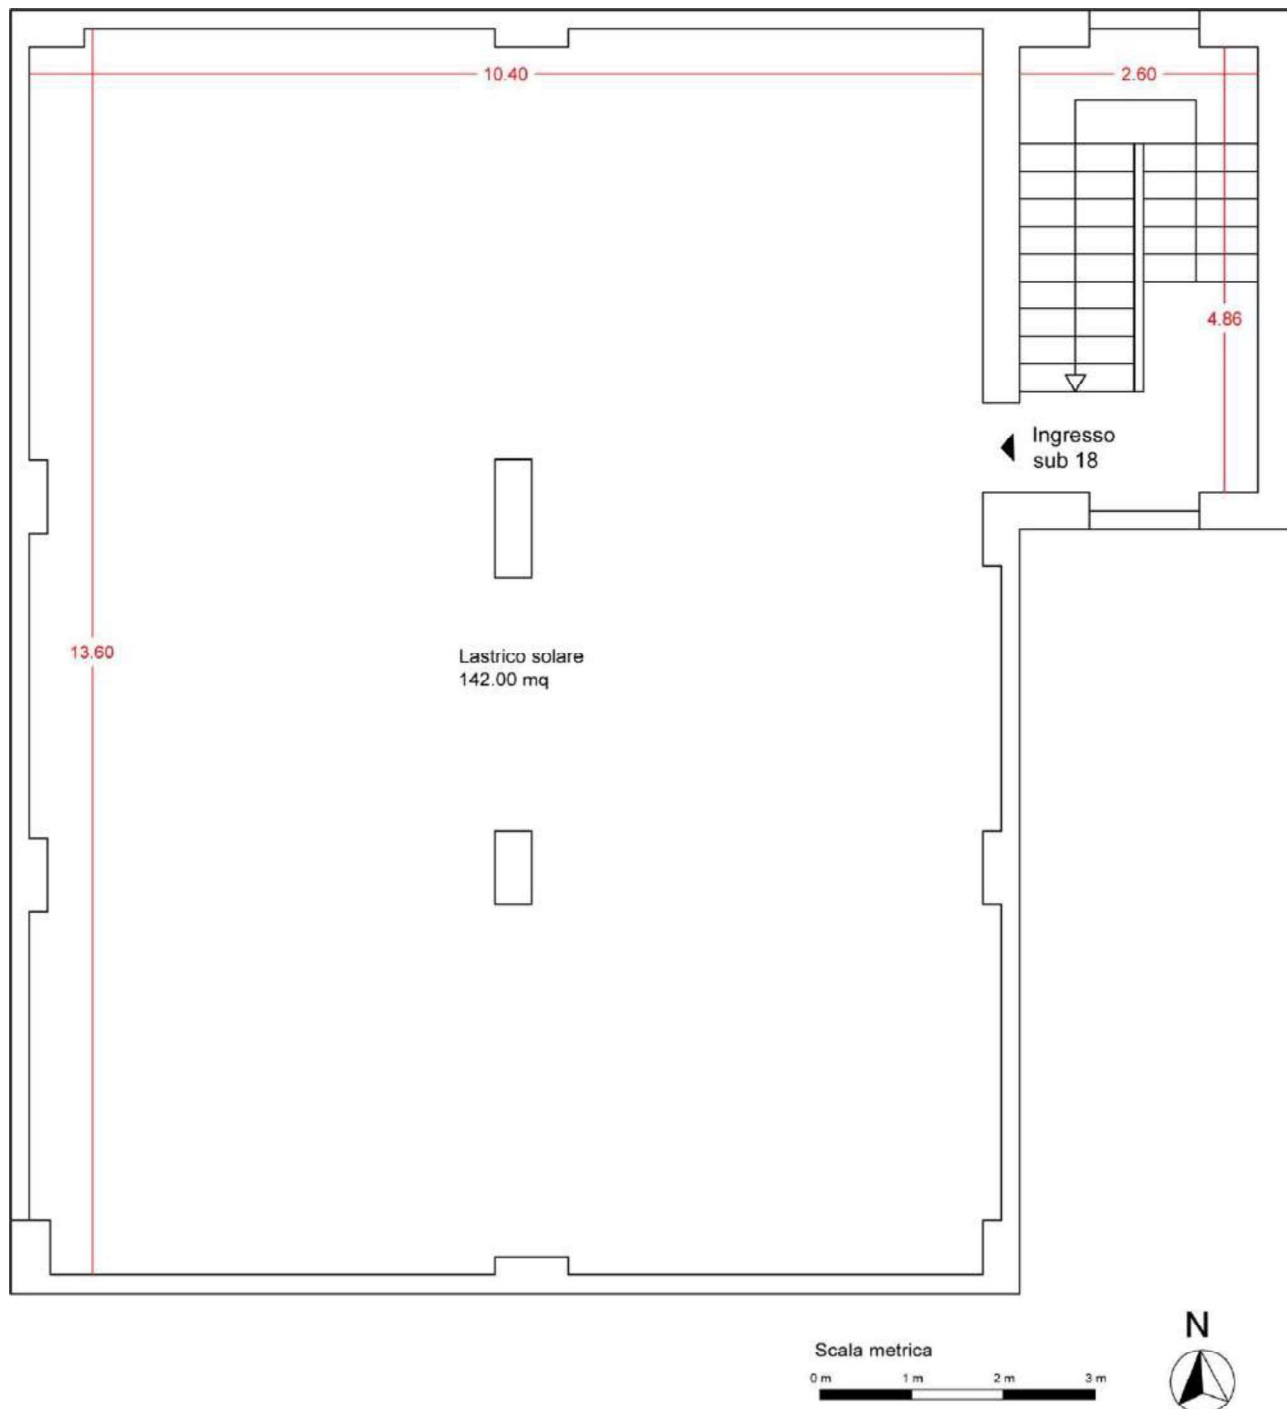 10.40
2.60
4.86
Ingresso
sub 18
13.60
Lastrico solare
142.00 mq
N
Scala metrica
0 m 1 m 2 m 3 m